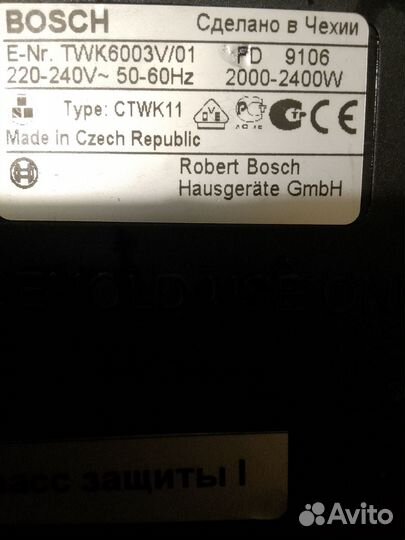 BOSCH Сделано в Чехии
E-Nr. TWK6003V/01 FD 9106
220-240V~ 50-60Hz 2000-2400W
Type: CTWK11
Made in Czech Republic
Robert Bosch
Hausgeräte GmbH
защиты I
Avito